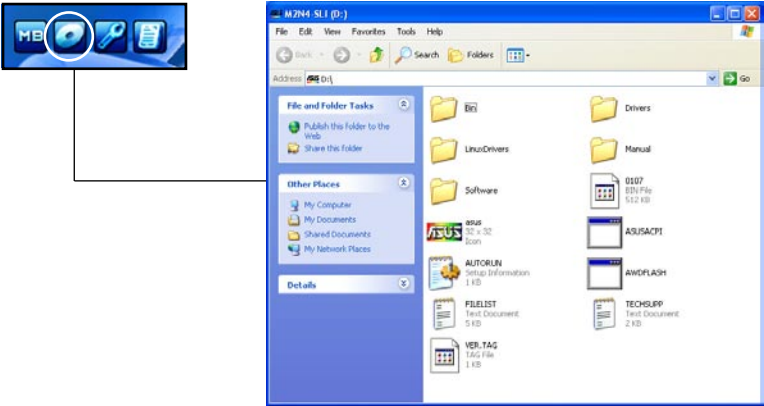 MB
M2N4-SLI (D:)
File Edit View Favorites Tools Help
Back Search Folders
Address D:\ Go
File and Folder Tasks
Publish this folder to the
Web
Share this folder
Other Places
My Computer
My Documents
Shared Documents
My Network Places
Details
Bin
Drivers
LinuxDrivers
Manual
Software
0107
BIN File
512 KB
asus
32 x 32
Icon
ASUS
ASUSACPI
AUTORUN
Setup Information
1 KB
AWDFLASH
FILELIST
Text Document
5 KB
TECHSUPP
Text Document
2 KB
VER.TAG
TAG File
1 KB